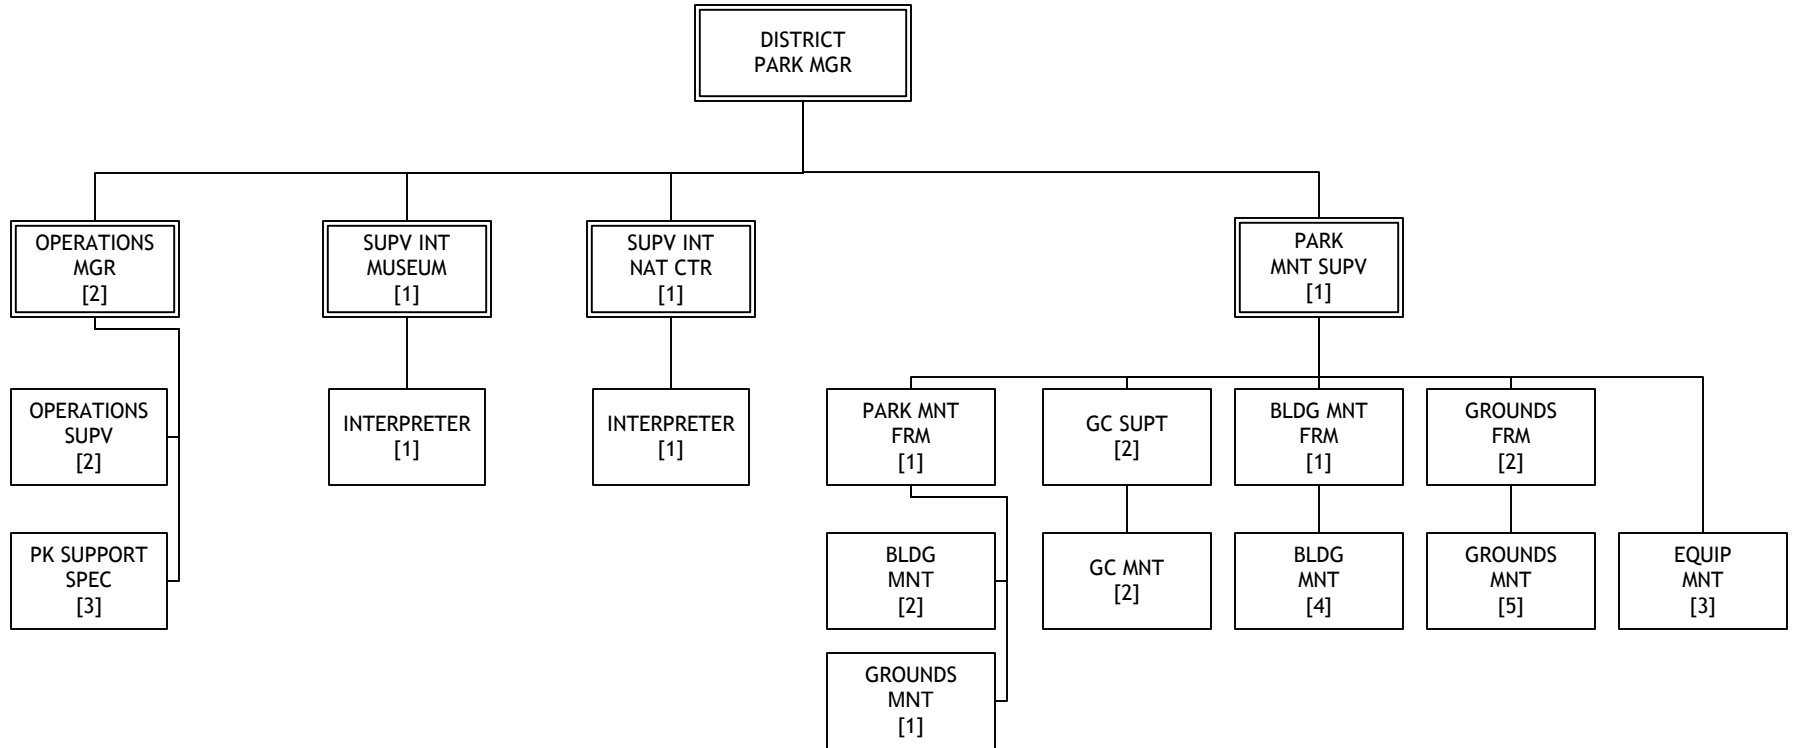 DISTRICT
PARK MGR
OPERATIONS
MGR
[2]
SUPV INT
MUSEUM
[1]
SUPV INT
NAT CTR
[1]
PARK
MNT SUPV
[1]
OPERATIONS
SUPV
[2]
INTERPRETER
[1]
INTERPRETER
[1]
PARK MNT
FRM
[1]
GC SUPT
[2]
BLDG MNT
FRM
[1]
GROUNDS
FRM
[2]
PK SUPPORT
SPEC
[3]
BLDG
MNT
[2]
GC MNT
[2]
BLDG
MNT
[4]
GROUNDS
MNT
[5]
EQUIP
MNT
[3]
GROUNDS
MNT
[1]